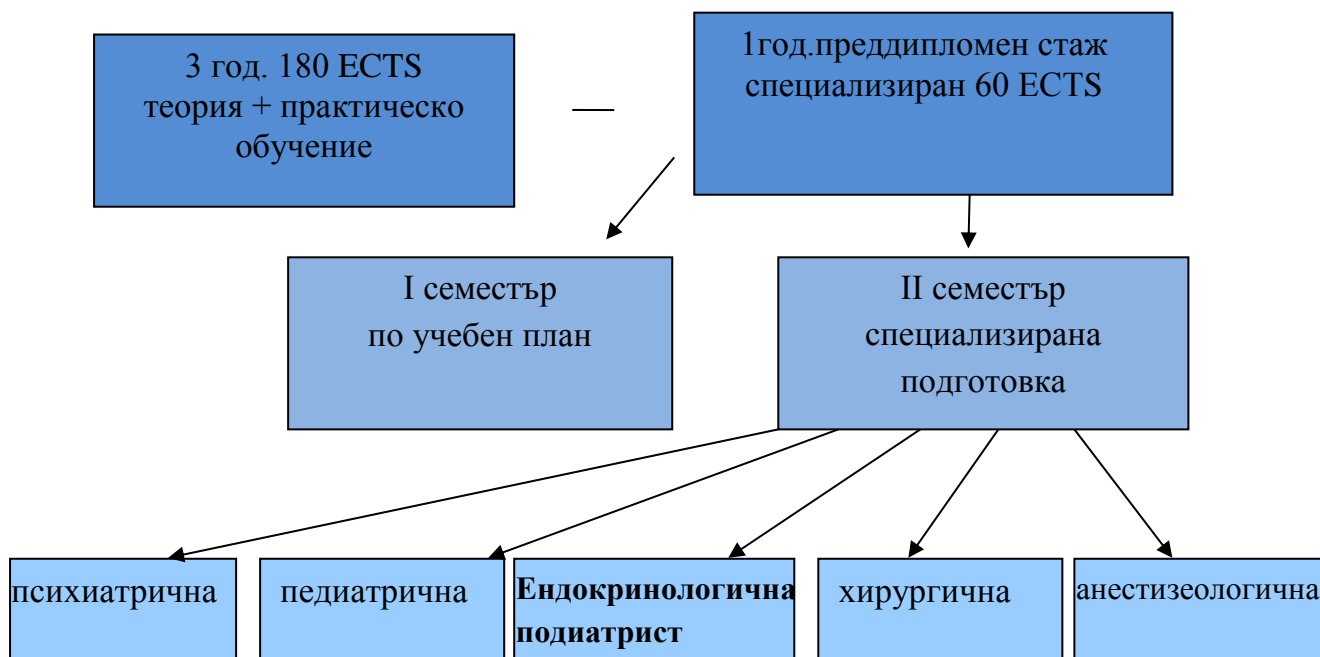 3 год. 180 ECTS
теория + практическо
обучение
1год.преддипломен стаж
специализиран 60 ECTS
I семестър
по учебен план
II семестър
специализирана
подготовка
психиатрична
педиатрична
Ендокринологична
подиатрист
хирургична
анестизеологична